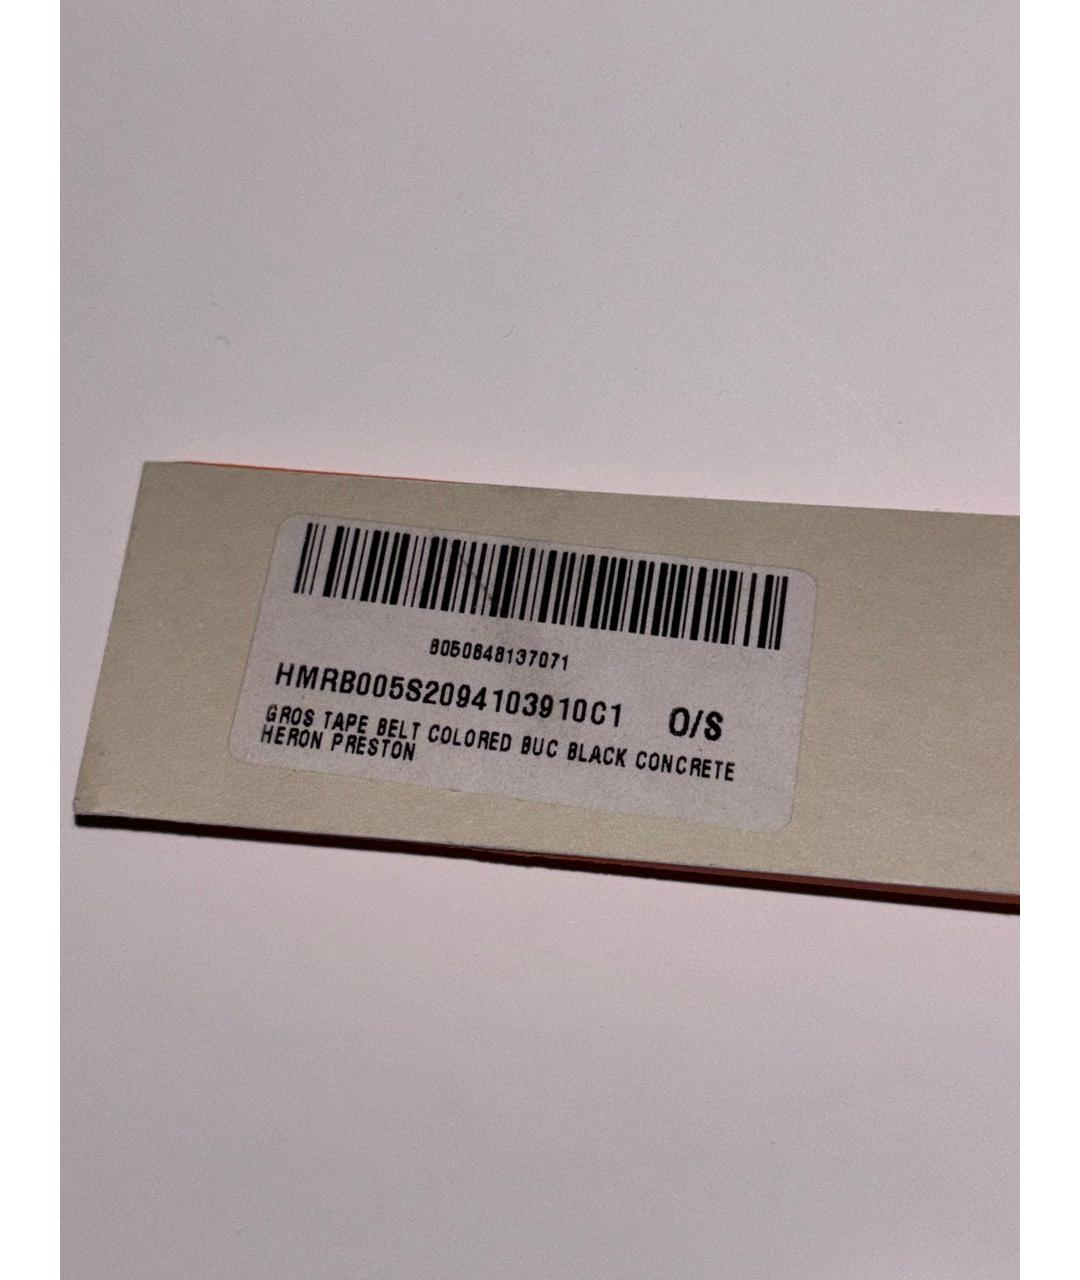 8050648137071
HMRB005S2094103910C1 O/S
GROS TAPE BELT COLORED BUC BLACK CONCRETE
HERON PRESTON